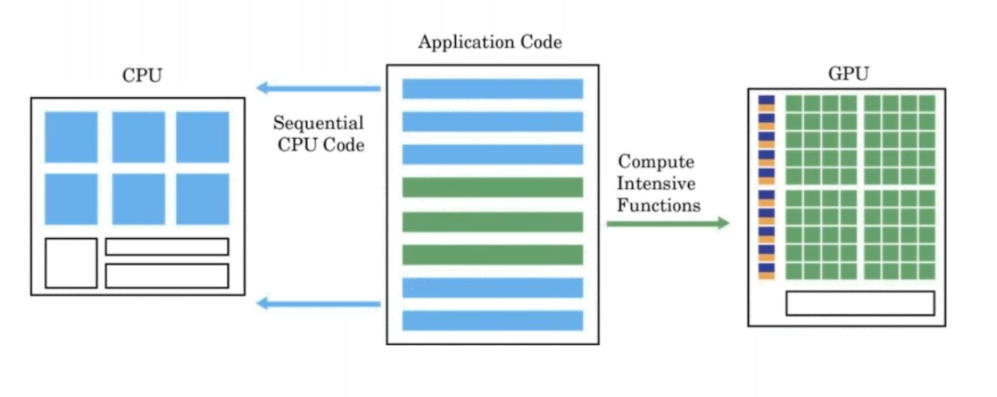 Application Code
CPU
GPU
Sequential
CPU Code
Compute
Intensive
Functions